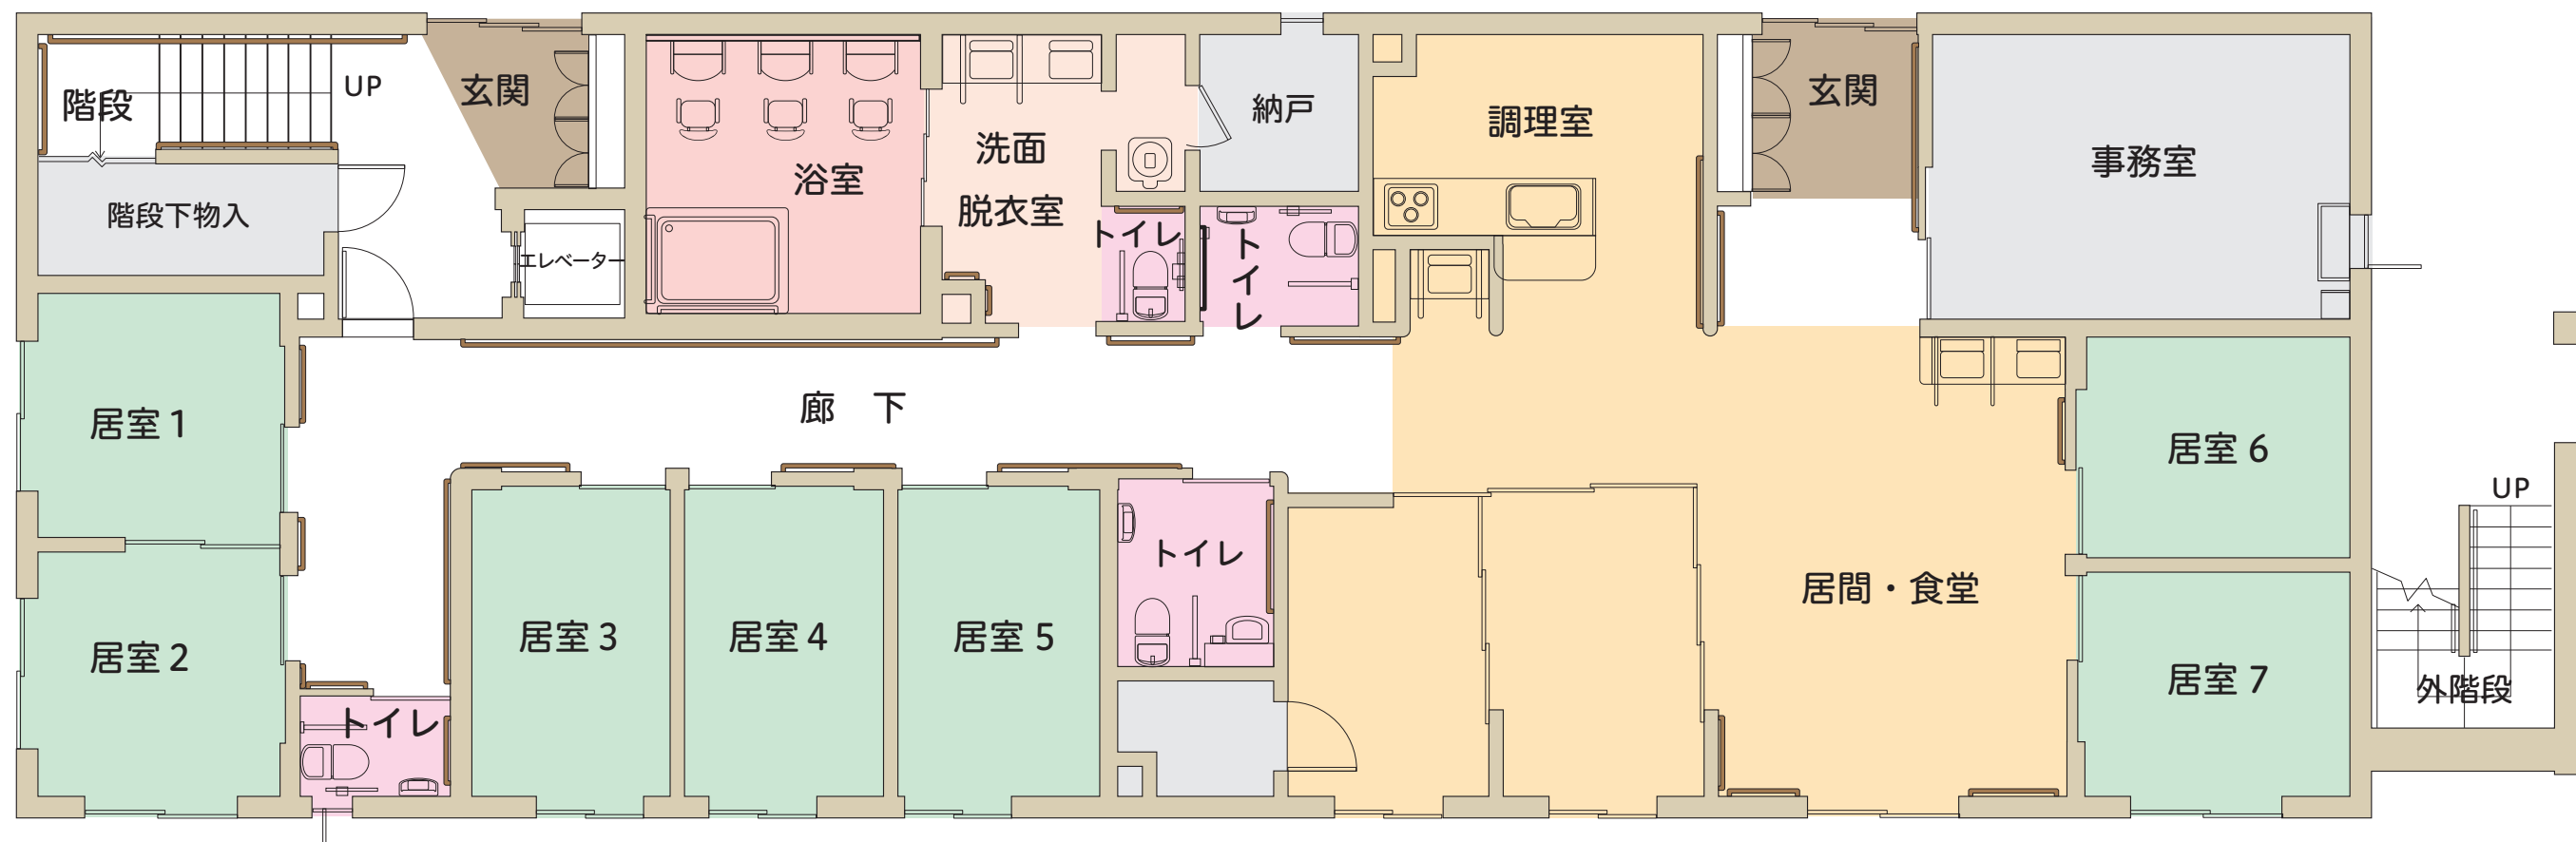 階段
UP
玄関
階段下物入
エレベーター
浴室
洗面
脱衣室
トイレ
トイレ
納戸
調理室
玄関
事務室
廊 下
居室1
居室2
トイレ
居室3
居室4
居室5
トイレ
居間・食堂
居室6
居室7
UP
外階段